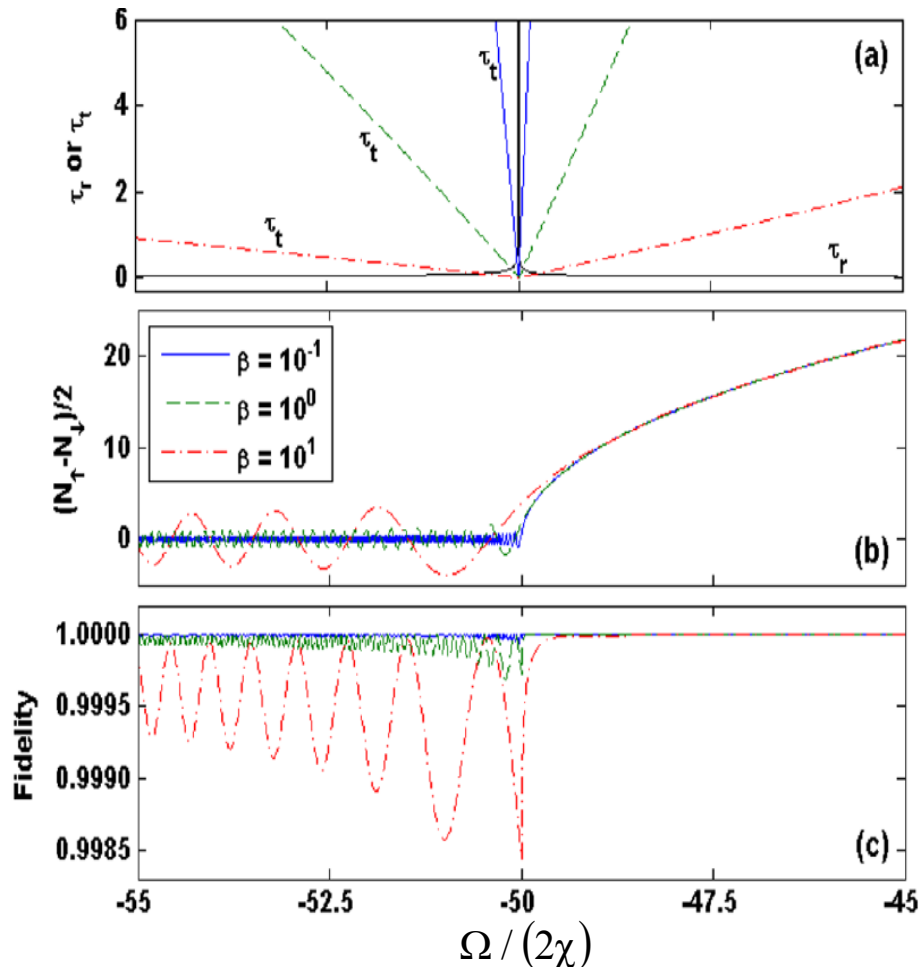 6
4
2
0
τr or τt
τt
τt
τt
τr
(a)
20
10
0
(N↑-N↓)/2
β = 10⁻¹
β = 10⁰
β = 10¹
(b)
1.0000
0.9995
0.9990
0.9985
Fidelity
(c)
-55 -52.5 -50 -47.5 -45
Ω / (2χ)